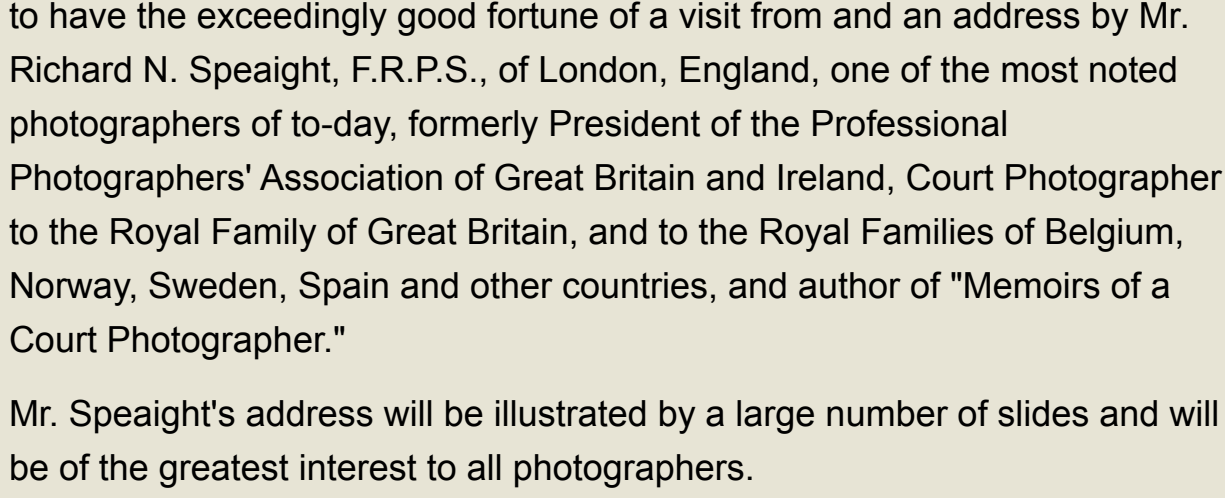 to have the exceedingly good fortune of a visit from and an address by Mr.
Richard N. Speaight, F.R.P.S., of London, England, one of the most noted
photographers of to-day, formerly President of the Professional
Photographers' Association of Great Britain and Ireland, Court Photographer
to the Royal Family of Great Britain, and to the Royal Families of Belgium,
Norway, Sweden, Spain and other countries, and author of "Memoirs of a
Court Photographer."
Mr. Speaight's address will be illustrated by a large number of slides and will
be of the greatest interest to all photographers.